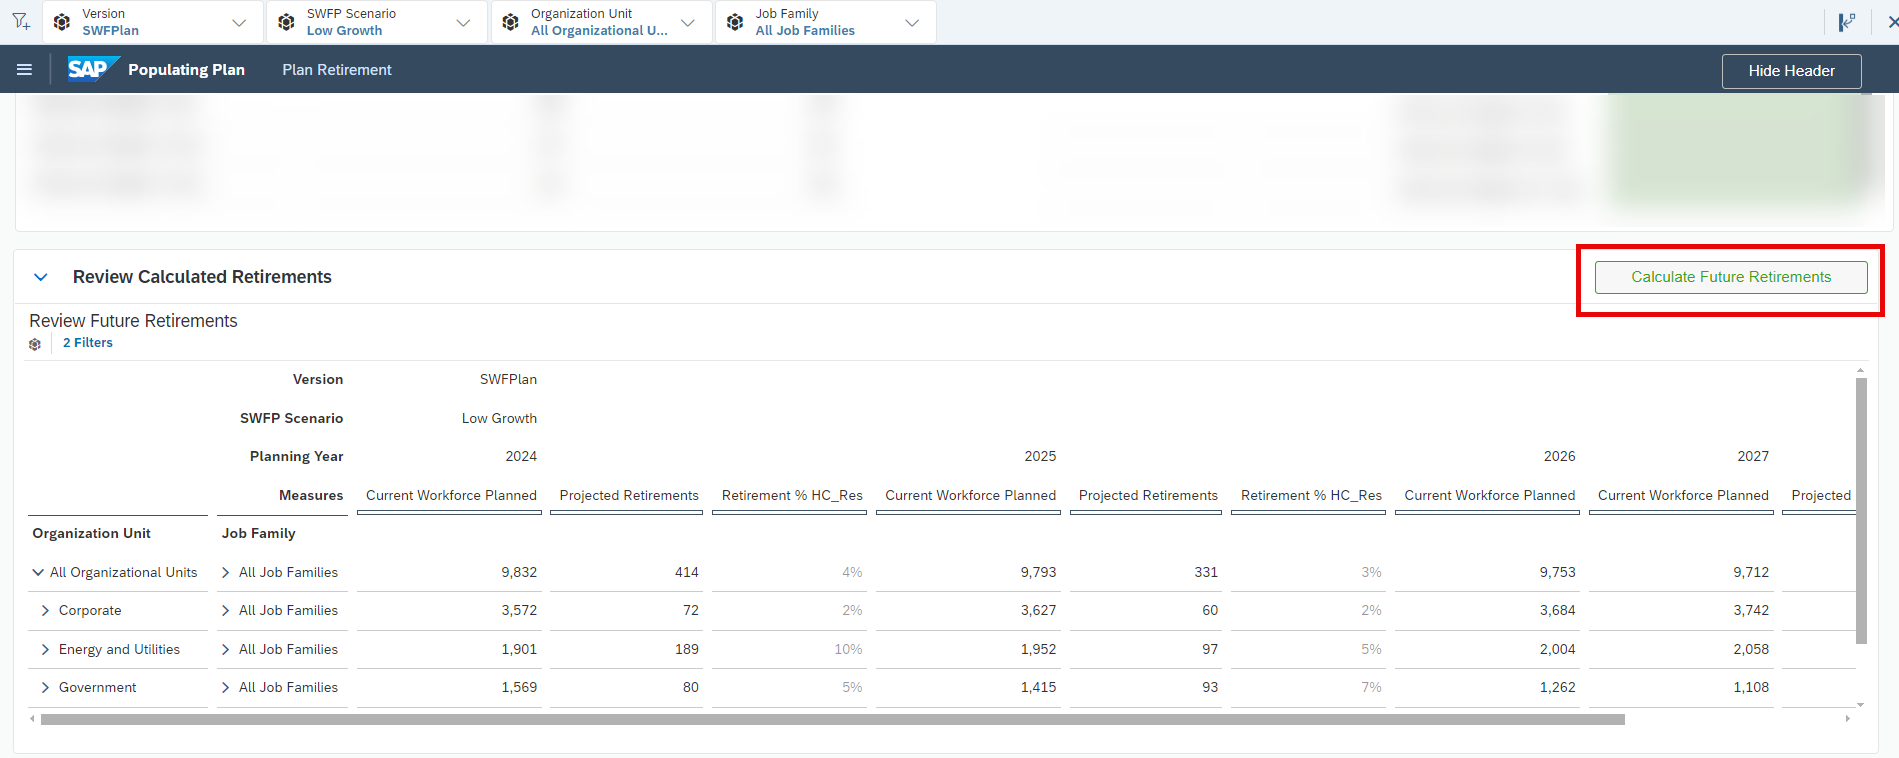 Version
SWFPlan
SWFP Scenario
Low Growth
Organization Unit
All Organizational U...
Job Family
All Job Families
SAP Populating Plan Plan Retirement Hide Header
Review Calculated Retirements Calculate Future Retirements
Review Future Retirements
2 Filters
Version SWFPlan
SWFP Scenario Low Growth
Planning Year 2024 2025 2026 2027
Measures Current Workforce Planned Projected Retirements Retirement % HC_Res Current Workforce Planned Projected Retirements Retirement % HC_Res Current Workforce Planned Current Workforce Planned Projected
Organization Unit Job Family
All Organizational Units All Job Families 9,832 414 4% 9,793 331 3% 9,753 9,712
Corporate All Job Families 3,572 72 2% 3,627 60 2% 3,684 3,742
Energy and Utilities All Job Families 1,901 189 10% 1,952 97 5% 2,004 2,058
Government All Job Families 1,569 80 5% 1,415 93 7% 1,262 1,108